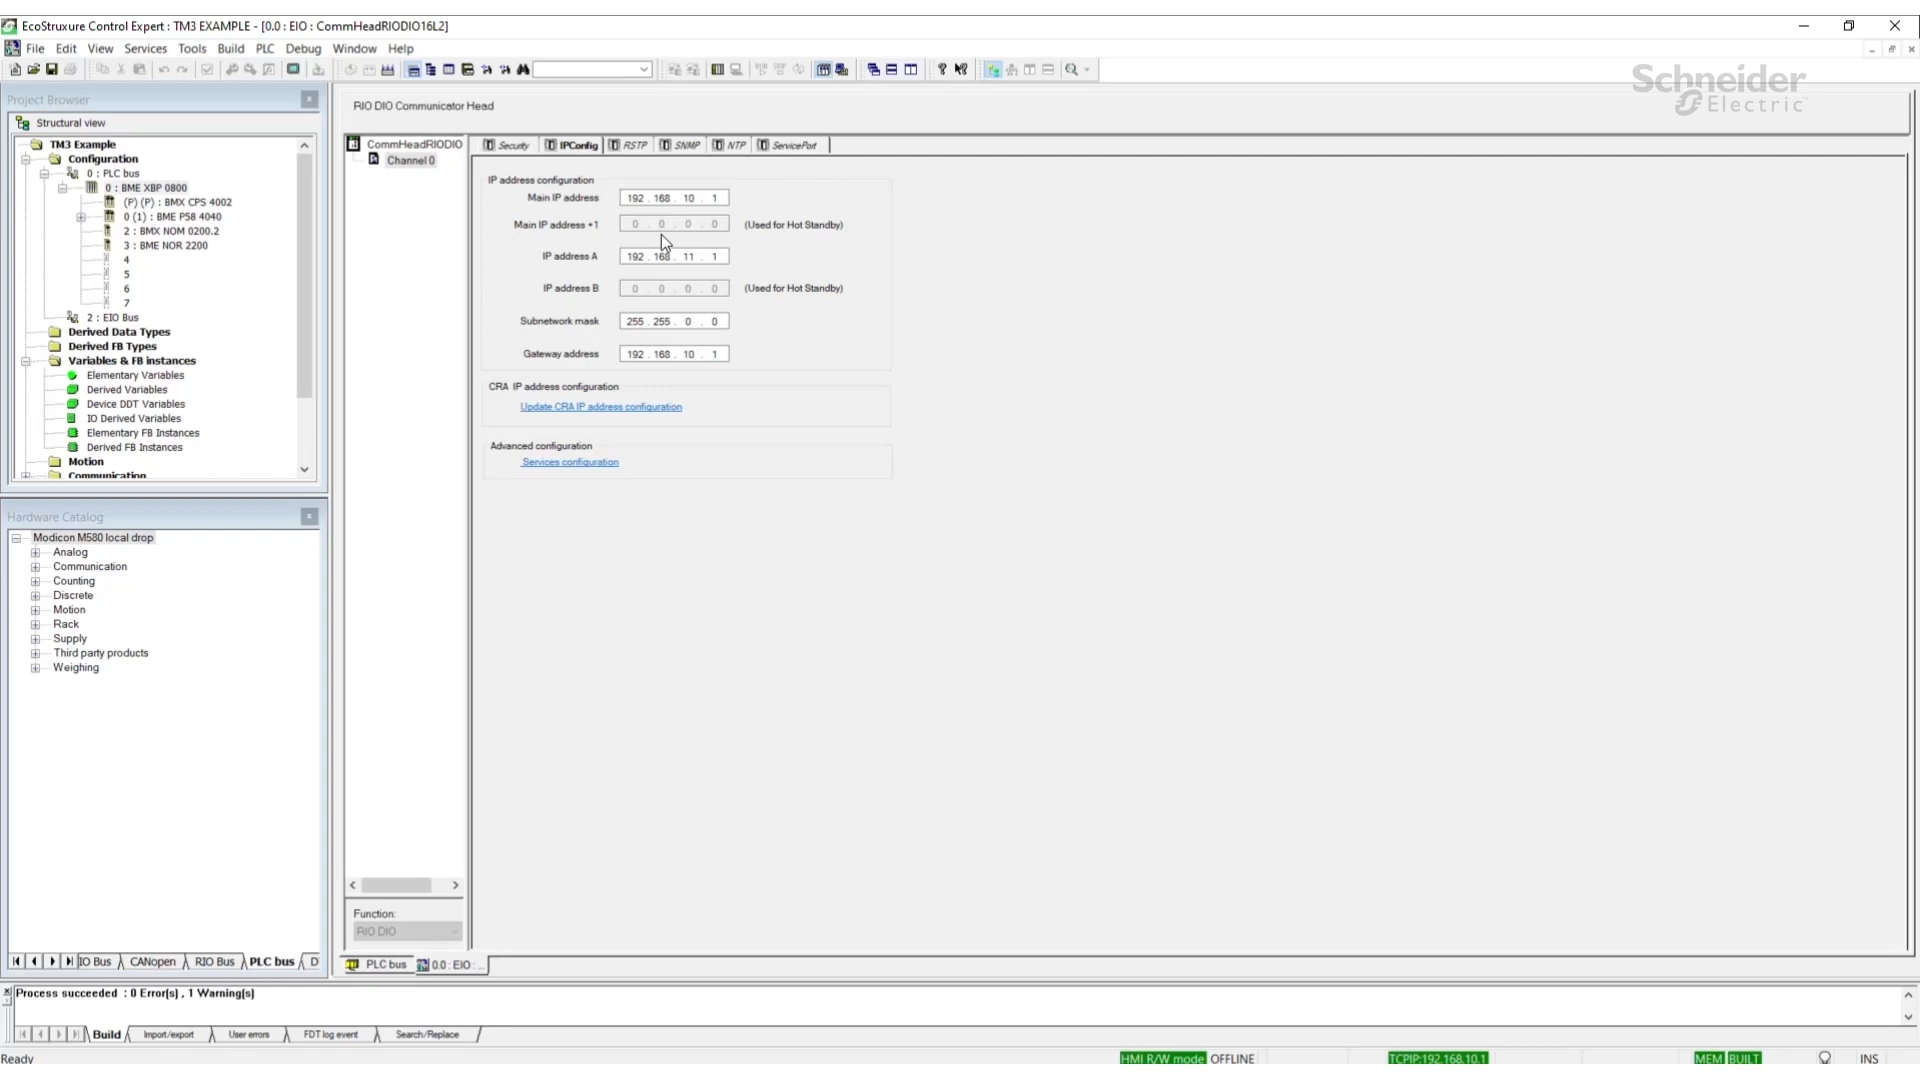 EcoStruxure Control Expert : TM3 EXAMPLE - [0.0 : EIO : CommHeadRIODIO16L2]
File Edit View Services Tools Build PLC Debug Window Help
Schneider
Electric
Project Browser
Structural view
TM3 Example
Configuration
0 : PLC bus
0 : BME XBP 0800
(P) (P) : BMX CPS 4002
0 (1) : BME P58 4040
2 : BMX NOM 0200.2
3 : BME NOR 2200
4
5
6
7
2 : EIO Bus
Derived Data Types
Derived FB Types
Variables & FB instances
Elementary Variables
Derived Variables
Device DDT Variables
IO Derived Variables
Elementary FB Instances
Derived FB Instances
Motion
Communication
Hardware Catalog
Modicon M580 local drop
Analog
Communication
Counting
Discrete
Motion
Rack
Supply
Third party products
Weighing
IO Bus CANopen RIO Bus PLC bus D
RIO DIO Communicator Head
CommHeadRIODIO
Channel 0
Function:
RIO DIO
Security IPConfig RSTP SNMP NTP ServicePort
IP address configuration
Main IP address 192 . 168 . 10 . 1
Main IP address +1 0 . 0 . 0 . 0 (Used for Hot Standby)
IP address A 192 . 168 . 11 . 1
IP address B 0 . 0 . 0 . 0 (Used for Hot Standby)
Subnetwork mask 255 . 255 . 0 . 0
Gateway address 192 . 168 . 10 . 1
CRA IP address configuration
Update CRA IP address configuration
Advanced configuration
Services configuration
PLC bus 0.0 : EIO : ...
Process succeeded : 0 Error(s) , 1 Warning(s)
Build Import/export User errors FDT log event Search/Replace
Ready HMI R/W mode OFFLINE TCPIP:192.168.10.1 MEM BUILT INS